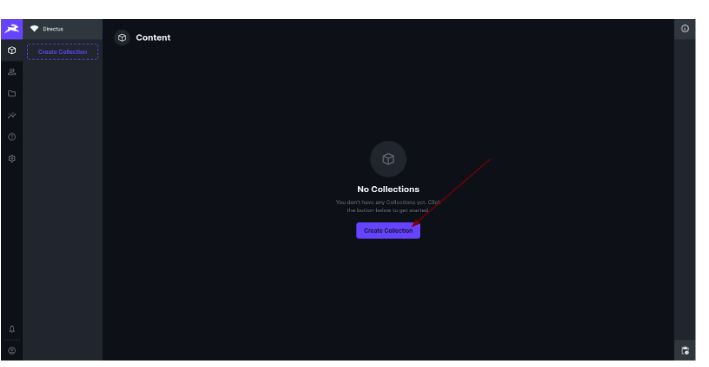 Directus
Content
Create Collection
No Collections
You don't have any Collections yet. Click
the button below to get started.
Create Collection